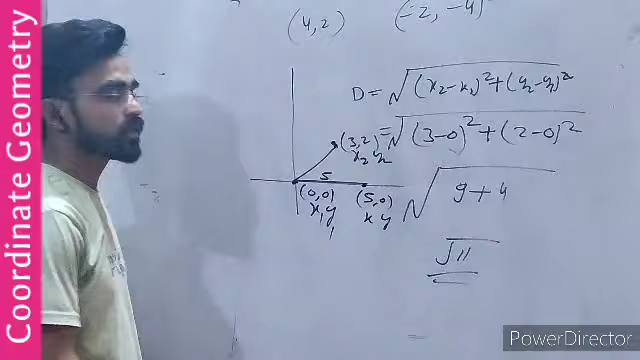 Coordinate Geometry
(4,2)
(-2,-4)
D = √(x₂-x₁)²+(y₂-y₁)²
(3,2)
x₂ y₂
= √(3-0)²+(2-0)²
5
(0,0)
x₁ y₁
(5,0)
x y
√9+4
√11
PowerDirector